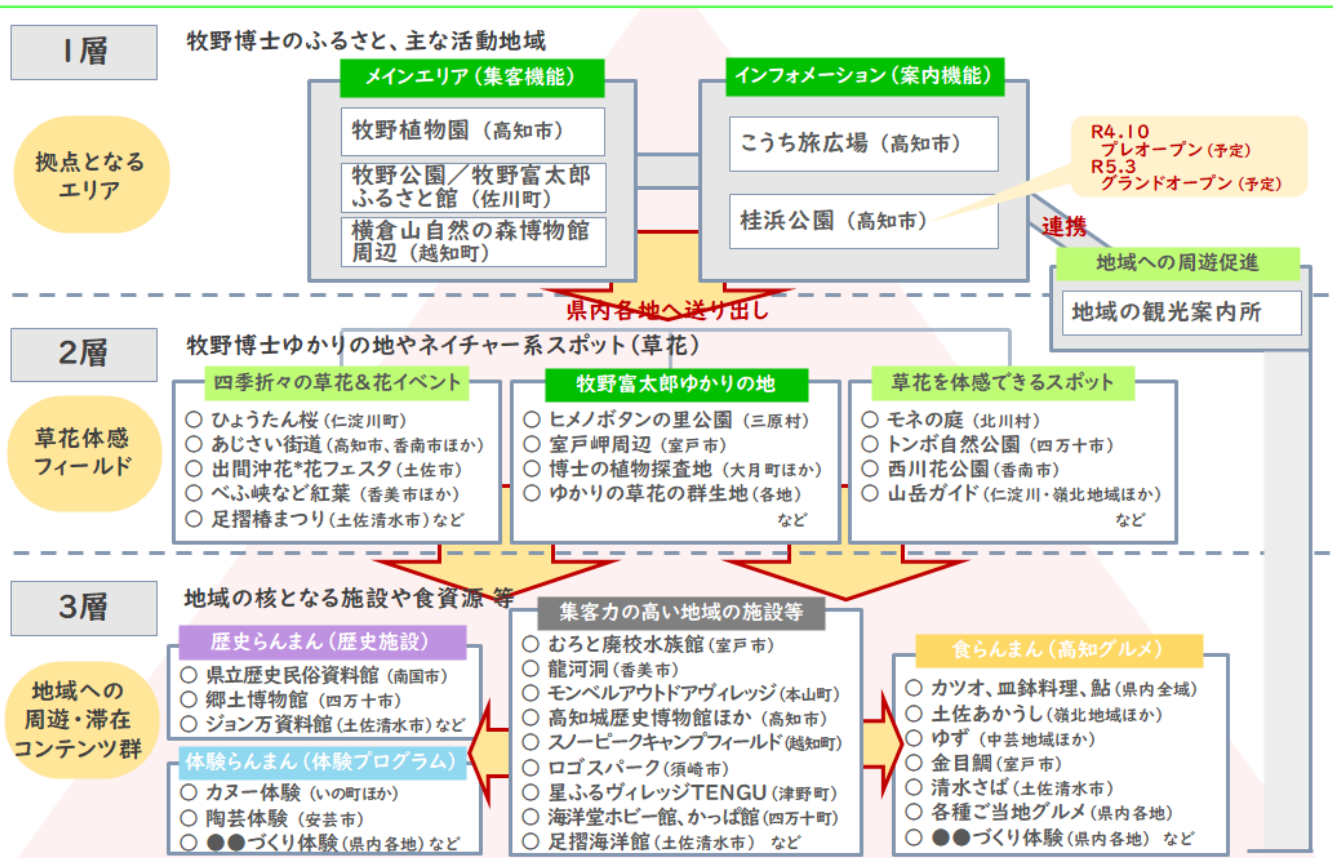 1層
牧野博士のふるさと、主な活動地域
メインエリア(集客機能)
牧野植物園(高知市)
牧野公園/牧野富太郎
ふるさと館(佐川町)
横倉山自然の森博物館
周辺(越知町)
インフォメーション(案内機能)
こうち旅広場(高知市)
桂浜公園(高知市)
R4.10
プレオープン(予定)
R5.3
グランドオープン(予定)
拠点となる
エリア
連携
地域への周遊促進
地域の観光案内所
県内各地へ送り出し
2層
牧野博士ゆかりの地やネイチャー系スポット(草花)
草花体感
フィールド
四季折々の草花&花イベント
○ ひょうたん桜(仁淀川町)
○ あじさい街道(高知市、香南市ほか)
○ 出間沖花*花フェスタ(土佐市)
○ べふ峡など紅葉(香美市ほか)
○ 足摺椿まつり(土佐清水市)など
牧野富太郎ゆかりの地
○ ヒメノボタンの里公園(三原村)
○ 室戸岬周辺(室戸市)
○ 博士の植物探査地(大月町ほか)
○ ゆかりの草花の群生地(各地)
など
草花を体感できるスポット
○ モネの庭(北川村)
○ トンボ自然公園(四万十市)
○ 西川花公園(香南市)
○ 山岳ガイド(仁淀川・嶺北地域ほか)
など
3層
地域の核となる施設や食資源 等
地域への
周遊・滞在
コンテンツ群
歴史らんまん(歴史施設)
○ 県立歴史民俗資料館(南国市)
○ 郷土博物館(四万十市)
○ ジョン万資料館(土佐清水市)など
体験らんまん(体験プログラム)
○ カヌー体験(いの町ほか)
○ 陶芸体験(安芸市)
○ ●●づくり体験(県内各地)など
集客力の高い地域の施設等
○ むろと廃校水族館(室戸市)
○ 龍河洞(香美市)
○ モンベルアウトドアヴィレッジ(本山町)
○ 高知城歴史博物館ほか(高知市)
○ スノーピークキャンプフィールド(越知町)
○ ロゴスパーク(須崎市)
○ 星ふるヴィレッジTENGU(津野町)
○ 海洋堂ホビー館、かっぱ館(四万十町)
○ 足摺海洋館(土佐清水市)など
食らんまん(高知グルメ)
○ カツオ、皿鉢料理、鮎(県内全域)
○ 土佐あかうし(嶺北地域ほか)
○ ゆず(中芸地域ほか)
○ 金目鯛(室戸市)
○ 清水さば(土佐清水市)
○ 各種ご当地グルメ(県内各地)
○ ●●づくり体験(県内各地)など